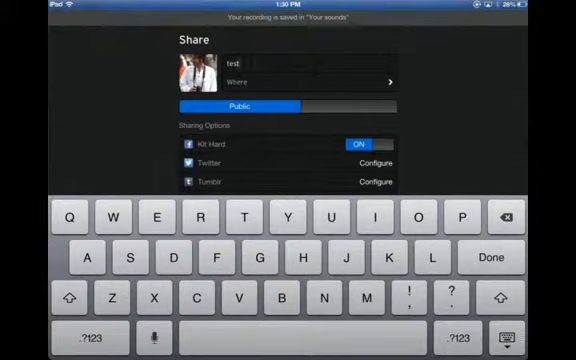 iPad 1:30 PM 28%
Your recording is saved in "Your sounds"
Share
test
Where
Public
Sharing Options
Kit Hard ON
Twitter Configure
Tumblr Configure
Q W E R T Y U I O P
A S D F G H J K L Done
Z X C V B N M ! , ? .
.?123 .?123